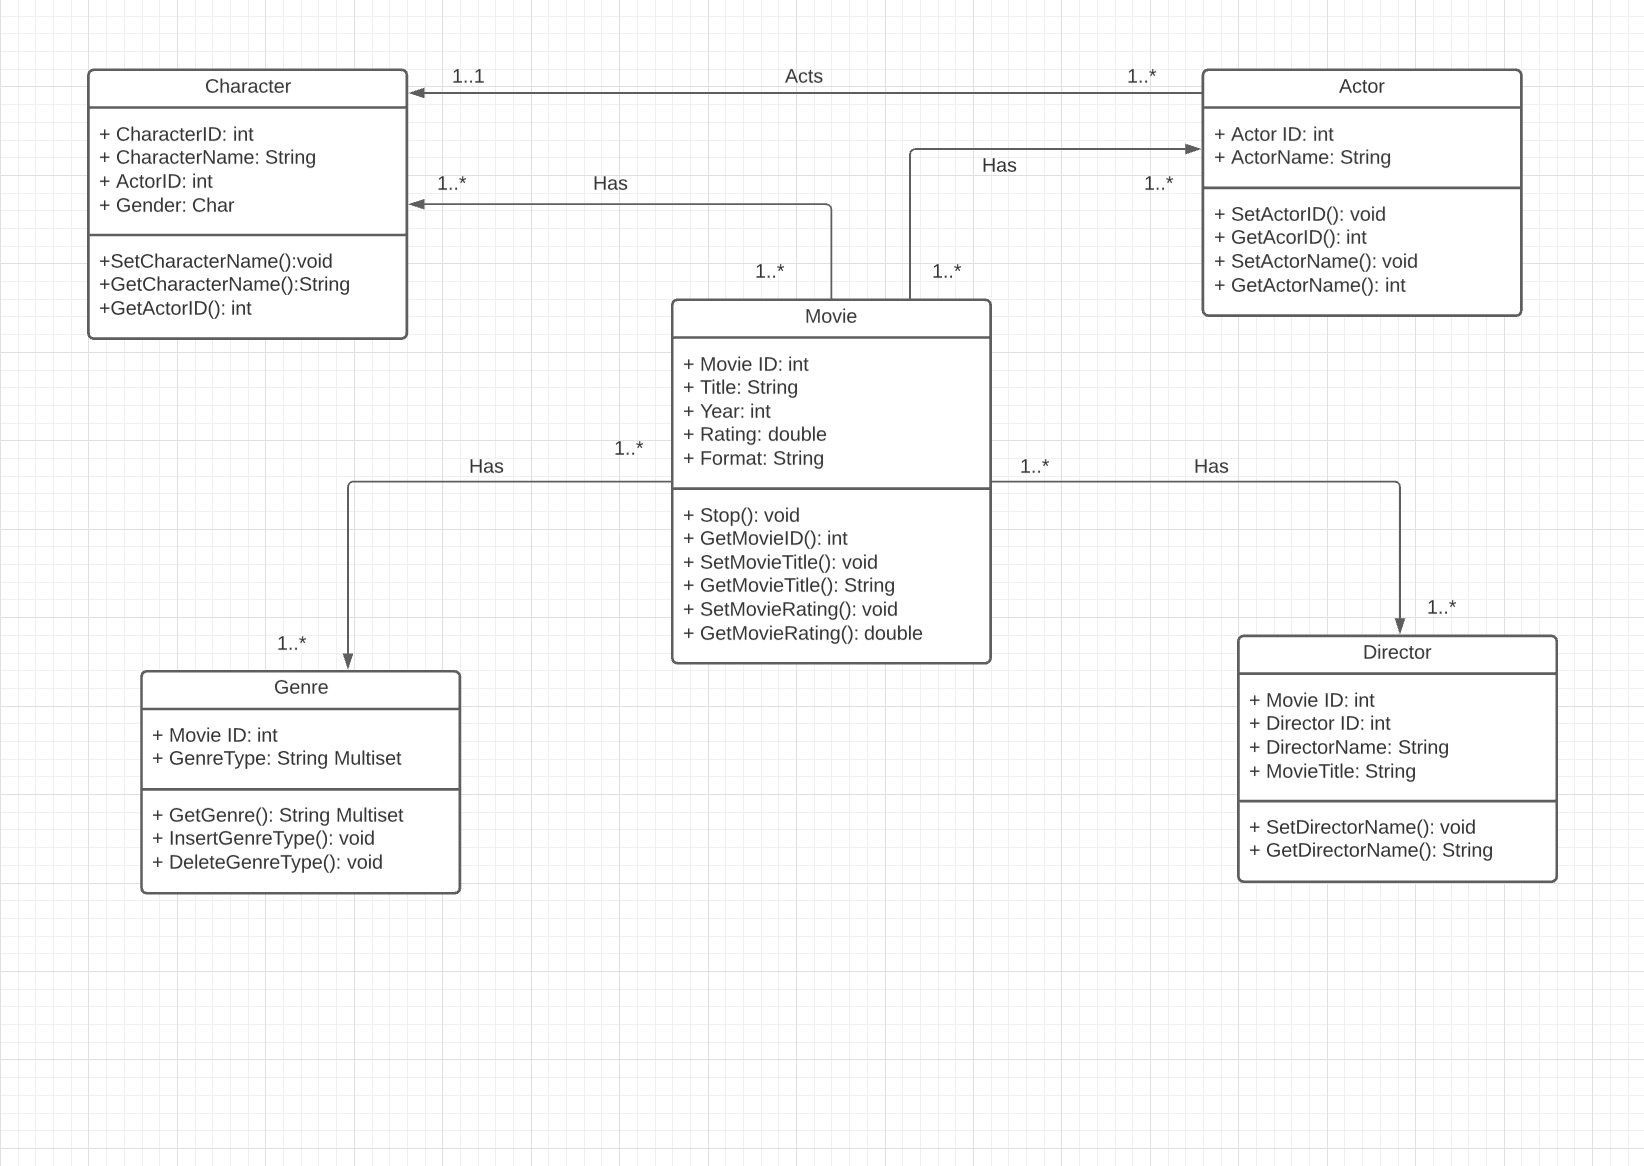 Character
+ CharacterID: int
+ CharacterName: String
+ ActorID: int
+ Gender: Char
+SetCharacterName():void
+GetCharacterName():String
+GetActorID(): int
1..1
Acts
1..*
Actor
+ Actor ID: int
+ ActorName: String
+ SetActorID(): void
+ GetAcorID(): int
+ SetActorName(): void
+ GetActorName(): int
1..*
Has
1..*
Has
1..*
1..*
Movie
+ Movie ID: int
+ Title: String
+ Year: int
+ Rating: double
+ Format: String
+ Stop(): void
+ GetMovieID(): int
+ SetMovieTitle(): void
+ GetMovieTitle(): String
+ SetMovieRating(): void
+ GetMovieRating(): double
1..*
Has
1..*
1..*
Has
1..*
Genre
+ Movie ID: int
+ GenreType: String Multiset
+ GetGenre(): String Multiset
+ InsertGenreType(): void
+ DeleteGenreType(): void
Director
+ Movie ID: int
+ Director ID: int
+ DirectorName: String
+ MovieTitle: String
+ SetDirectorName(): void
+ GetDirectorName(): String